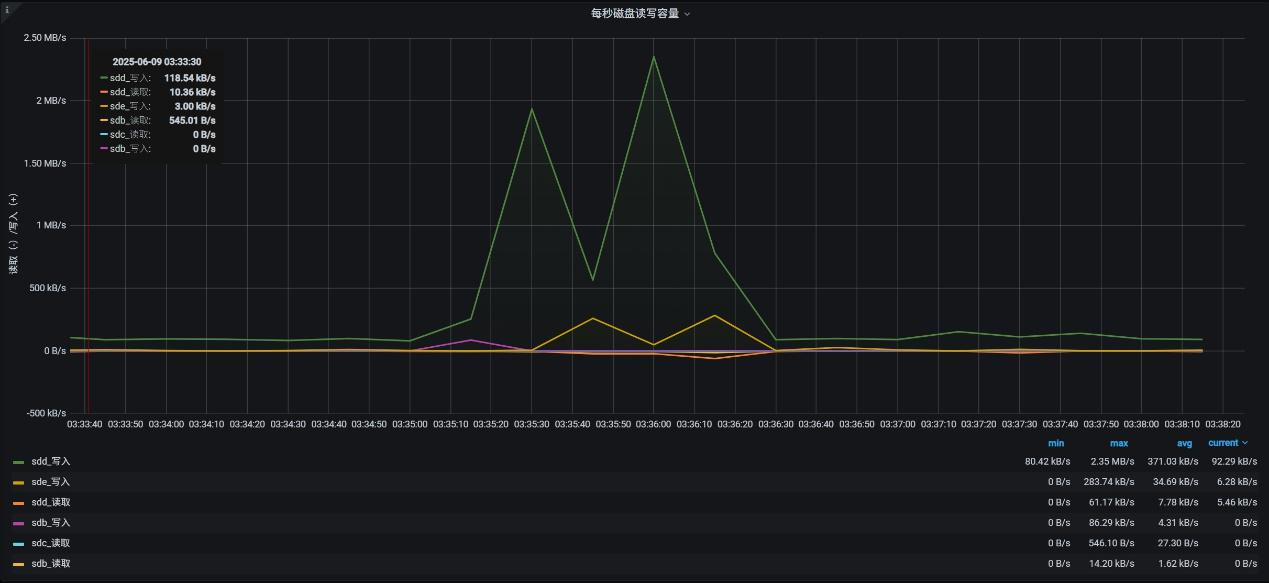 i
每秒磁盘读写容量
2.50 MB/s
2 MB/s
1.50 MB/s
1 MB/s
500 kB/s
0 B/s
-500 kB/s
读取 (-) /写入 (+)
2025-06-09 03:33:30
sdd_写入: 118.54 kB/s
sdd_读取: 10.36 kB/s
sde_写入: 3.00 kB/s
sdb_读取: 545.01 B/s
sdc_读取: 0 B/s
sdb_写入: 0 B/s
03:33:40 03:33:50 03:34:00 03:34:10 03:34:20 03:34:30 03:34:40 03:34:50 03:35:00 03:35:10 03:35:20 03:35:30 03:35:40 03:35:50 03:36:00 03:36:10 03:36:20 03:36:30 03:36:40 03:36:50 03:37:00 03:37:10 03:37:20 03:37:30 03:37:40 03:37:50 03:38:00 03:38:10 03:38:20
min max avg current
sdd_写入 80.42 kB/s 2.35 MB/s 371.03 kB/s 92.29 kB/s
sde_写入 0 B/s 283.74 kB/s 34.69 kB/s 6.28 kB/s
sdd_读取 0 B/s 61.17 kB/s 7.78 kB/s 5.46 kB/s
sdb_写入 0 B/s 86.29 kB/s 4.31 kB/s 0 B/s
sdc_读取 0 B/s 546.10 B/s 27.30 B/s 0 B/s
sdb_读取 0 B/s 14.20 kB/s 1.62 kB/s 0 B/s